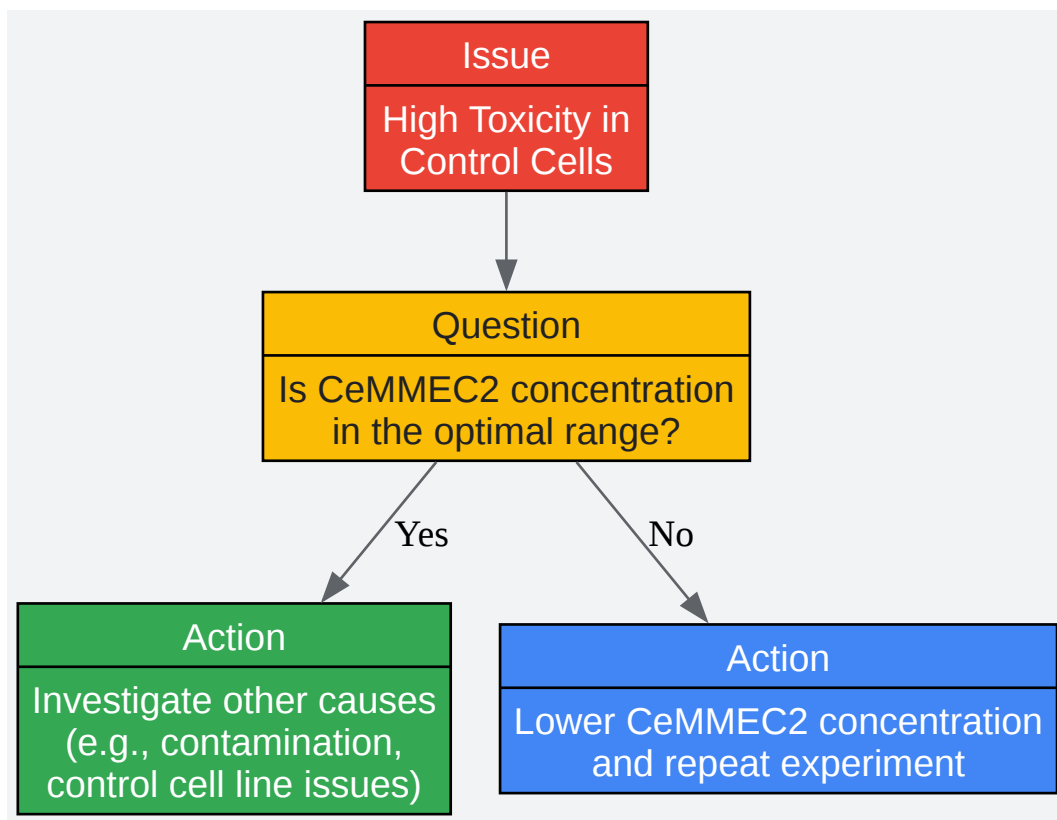 Issue
High Toxicity in
Control Cells
Question
Is CeMMEC2 concentration
in the optimal range?
Yes
No
Action
Investigate other causes
(e.g., contamination,
control cell line issues)
Action
Lower CeMMEC2 concentration
and repeat experiment